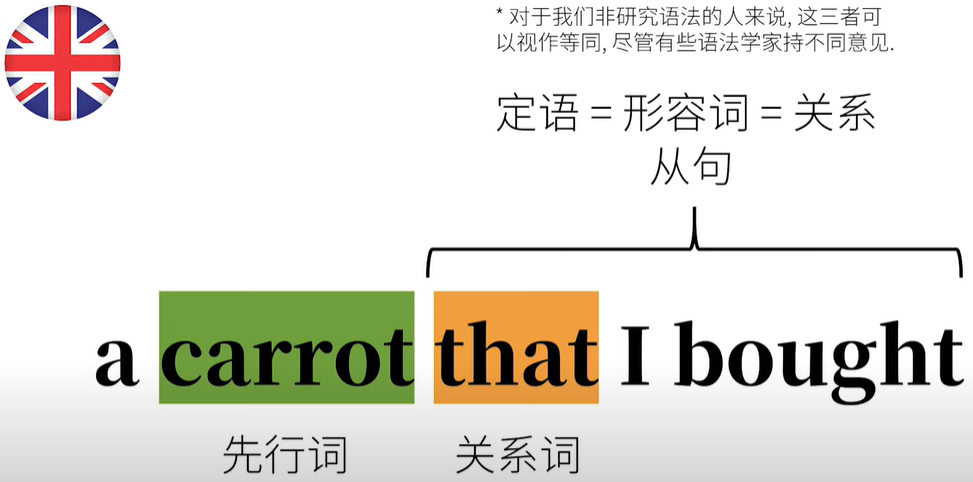 * 对于我们非研究语法的人来说, 这三者可
以视作等同, 尽管有些语法学家持不同意见.
定语 = 形容词 = 关系
从句
a carrot that I bought
先行词 关系词